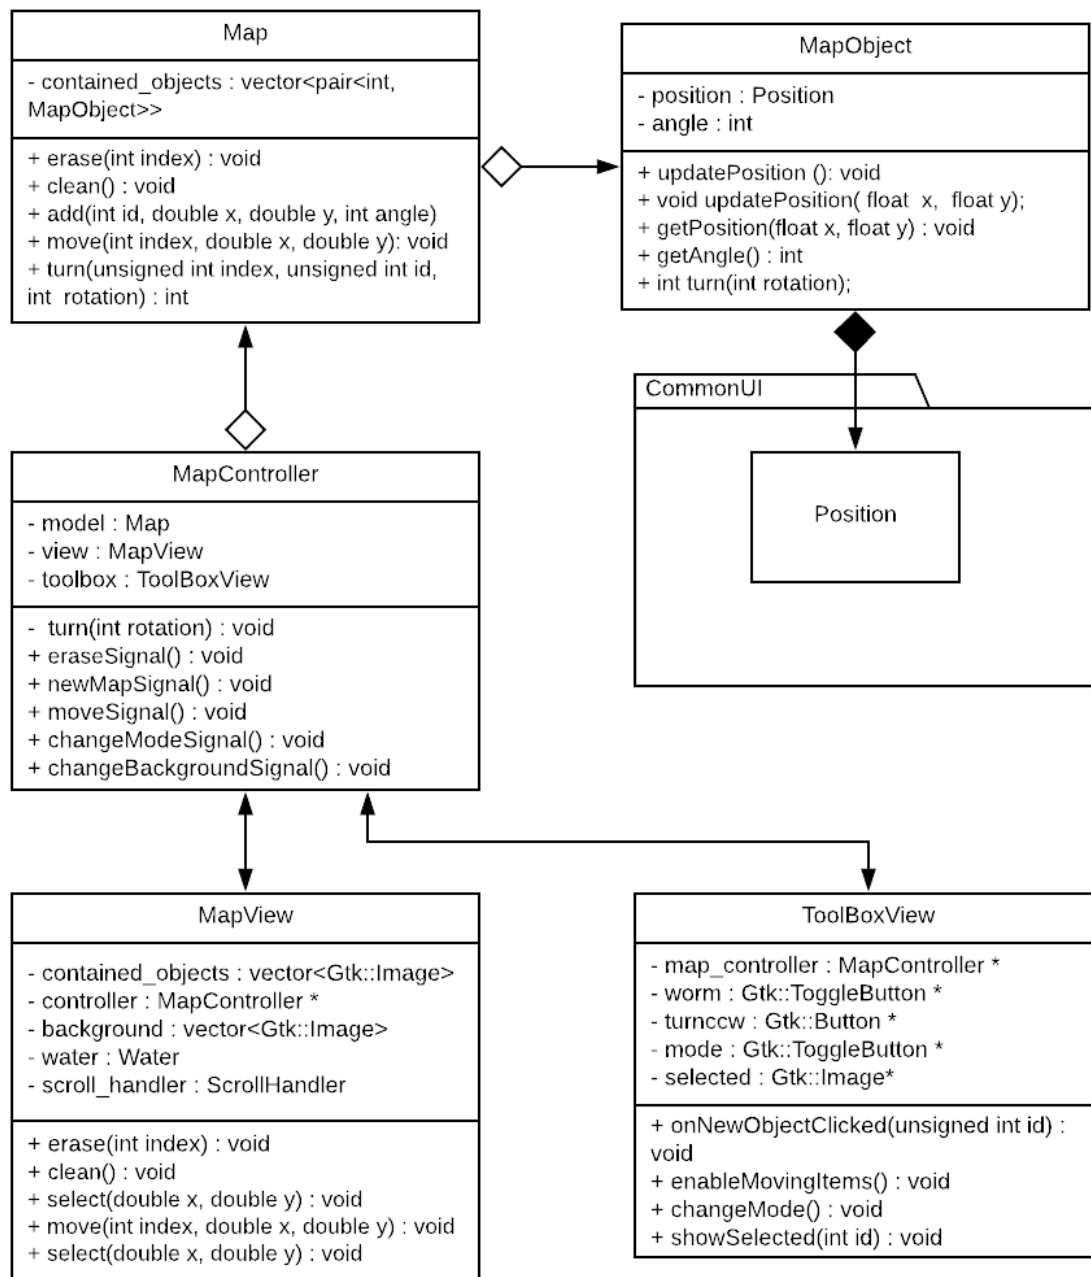 Map
- contained_objects : vector<pair<int,
MapObject>>
+ erase(int index) : void
+ clean() : void
+ add(int id, double x, double y, int angle)
+ move(int index, double x, double y): void
+ turn(unsigned int index, unsigned int id,
int  rotation) : int
MapObject
- position : Position
- angle : int
+ updatePosition (): void
+ void updatePosition( float  x,  float y);
+ getPosition(float x, float y) : void
+ getAngle() : int
+ int turn(int rotation);
CommonUI
Position
MapController
- model : Map
- view : MapView
- toolbox : ToolBoxView
-  turn(int rotation) : void
+ eraseSignal() : void
+ newMapSignal() : void
+ moveSignal() : void
+ changeModeSignal() : void
+ changeBackgroundSignal() : void
MapView
- contained_objects : vector<Gtk::Image>
- controller : MapController *
- background : vector<Gtk::Image>
- water : Water
- scroll_handler : ScrollHandler
+ erase(int index) : void
+ clean() : void
+ select(double x, double y) : void
+ move(int index, double x, double y) : void
+ select(double x, double y) : void
ToolBoxView
- map_controller : MapController *
- worm : Gtk::ToggleButton *
- turnccw : Gtk::Button *
- mode : Gtk::ToggleButton *
- selected : Gtk::Image*
+ onNewObjectClicked(unsigned int id) :
void
+ enableMovingItems() : void
+ changeMode() : void
+ showSelected(int id) : void